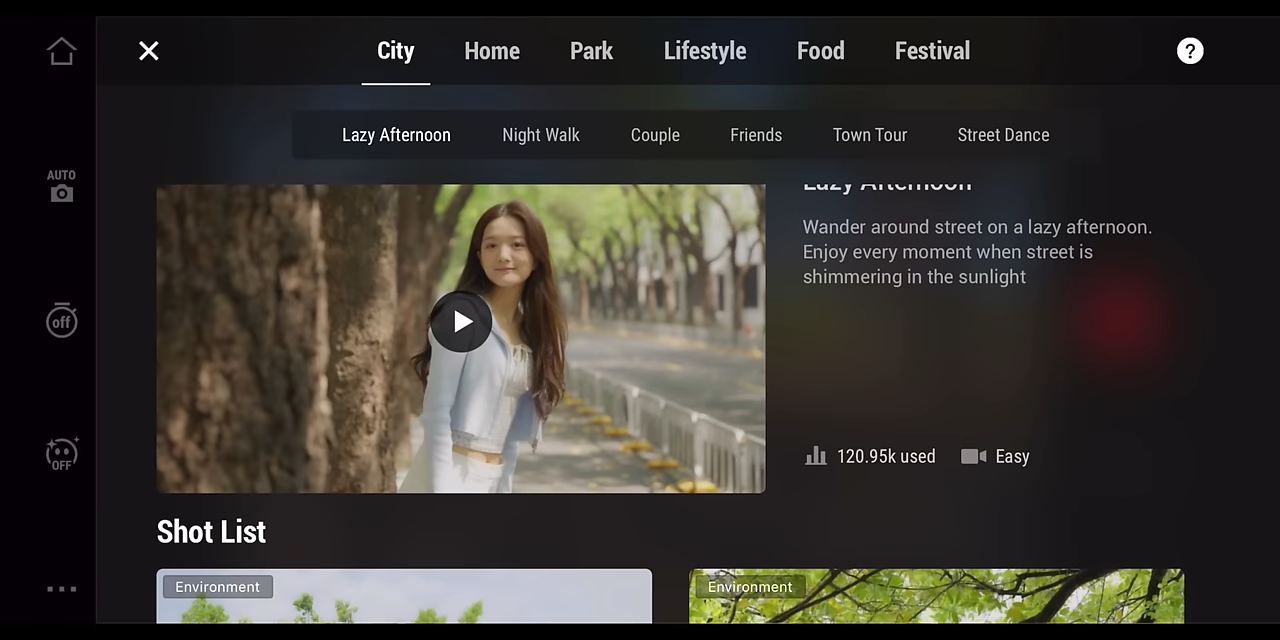 City Home Park Lifestyle Food Festival ?
Lazy Afternoon Night Walk Couple Friends Town Tour Street Dance
AUTO
Lazy Afternoon
Wander around street on a lazy afternoon.
Enjoy every moment when street is
shimmering in the sunlight
off
OFF
120.95k used Easy
Shot List
Environment Environment